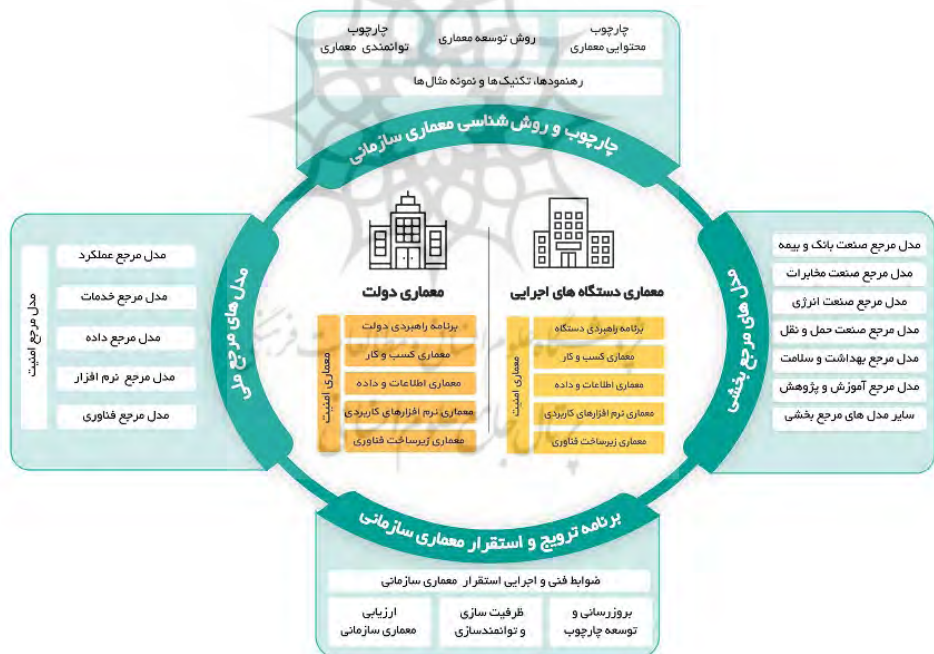 چارچوب
محتوایی معماری
روش توسعه معماری
چارچوب
توانمندی معماری
رهنمودها، تکنیک‌ها و نمونه مثال‌ها
چارچوب و روش شناسی معماری سازمانی
مدل های مرجع بخشی
مدل مرجع صنعت بانک و بیمه
مدل مرجع صنعت مخابرات
مدل مرجع صنعت انرژی
مدل مرجع صنعت حمل و نقل
مدل مرجع بهداشت و سلامت
مدل مرجع آموزش و پژوهش
سایر مدل های مرجع بخشی
معماری دستگاه های اجرایی
برنامه راهبردی دستگاه
معماری کسب و کار
معماری اطلاعات و داده
معماری نرم افزارهای کاربردی
معماری زیرساخت فناوری
معماری امنیت
معماری دولت
برنامه راهبردی دولت
معماری کسب و کار
معماری اطلاعات و داده
معماری نرم افزارهای کاربردی
معماری زیرساخت فناوری
معماری امنیت
مدل های مرجع ملی
مدل مرجع عملکرد
مدل مرجع خدمات
مدل مرجع داده
مدل مرجع نرم افزار
مدل مرجع فناوری
مدل مرجع امنیت
برنامه ترویج و استقرار معماری سازمانی
ضوابط فنی و اجرایی استقرار معماری سازمانی
بروزرسانی و
توسعه چارچوب
ظرفیت سازی
و توانمندسازی
ارزیابی
معماری سازمانی